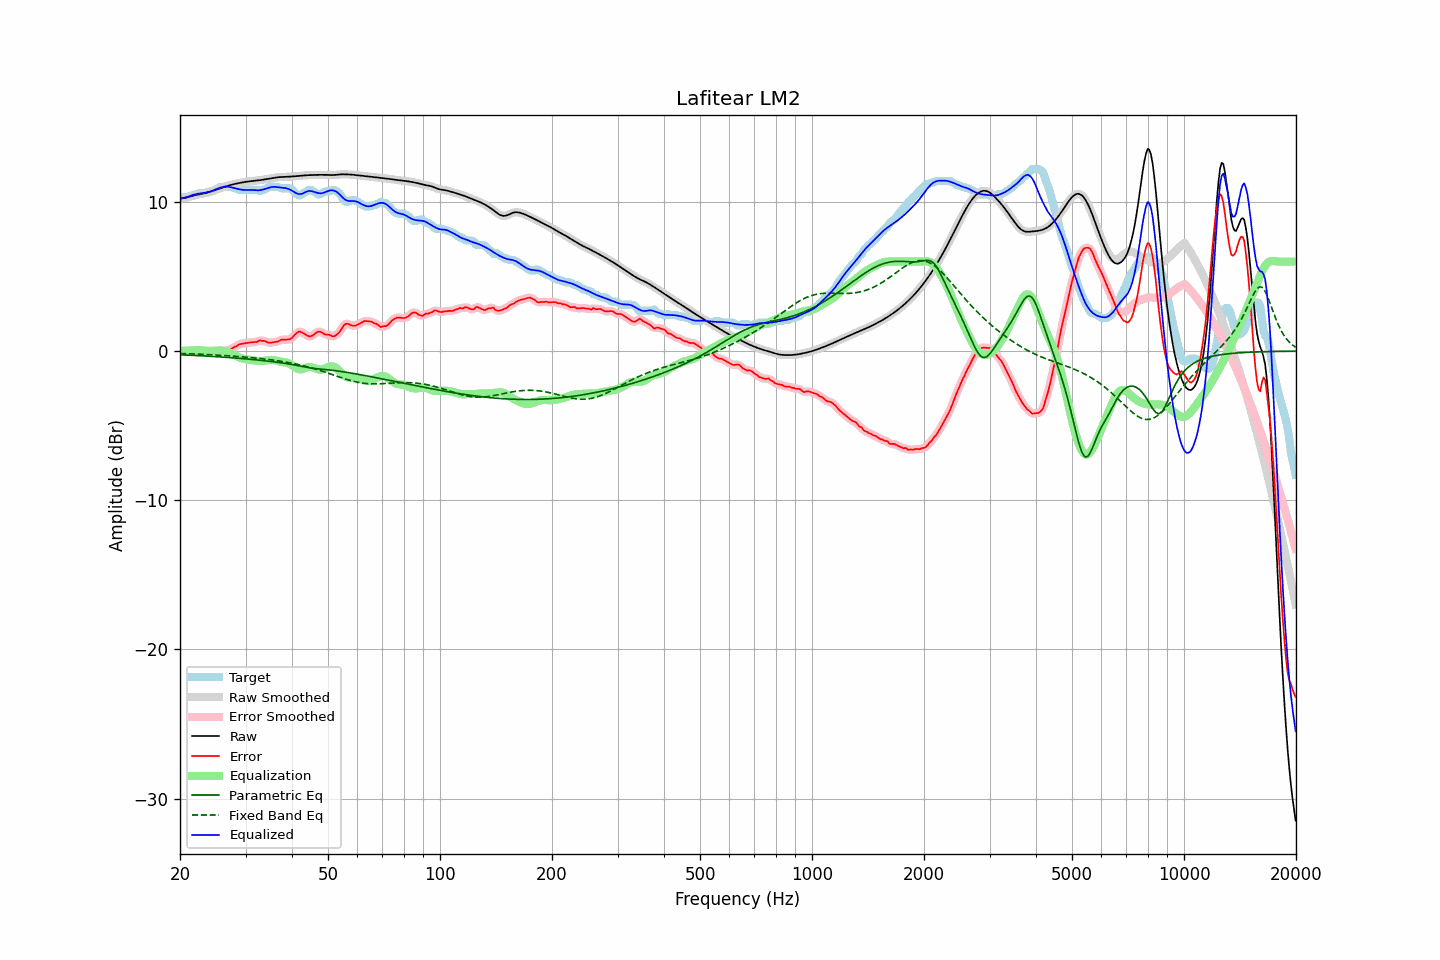 Lafitear LM2
Amplitude (dBr)
10
0
−10
−20
−30
Target
Raw Smoothed
Error Smoothed
Raw
Error
Equalization
Parametric Eq
Fixed Band Eq
Equalized
20 50 100 200 500 1000 2000 5000 10000 20000
Frequency (Hz)